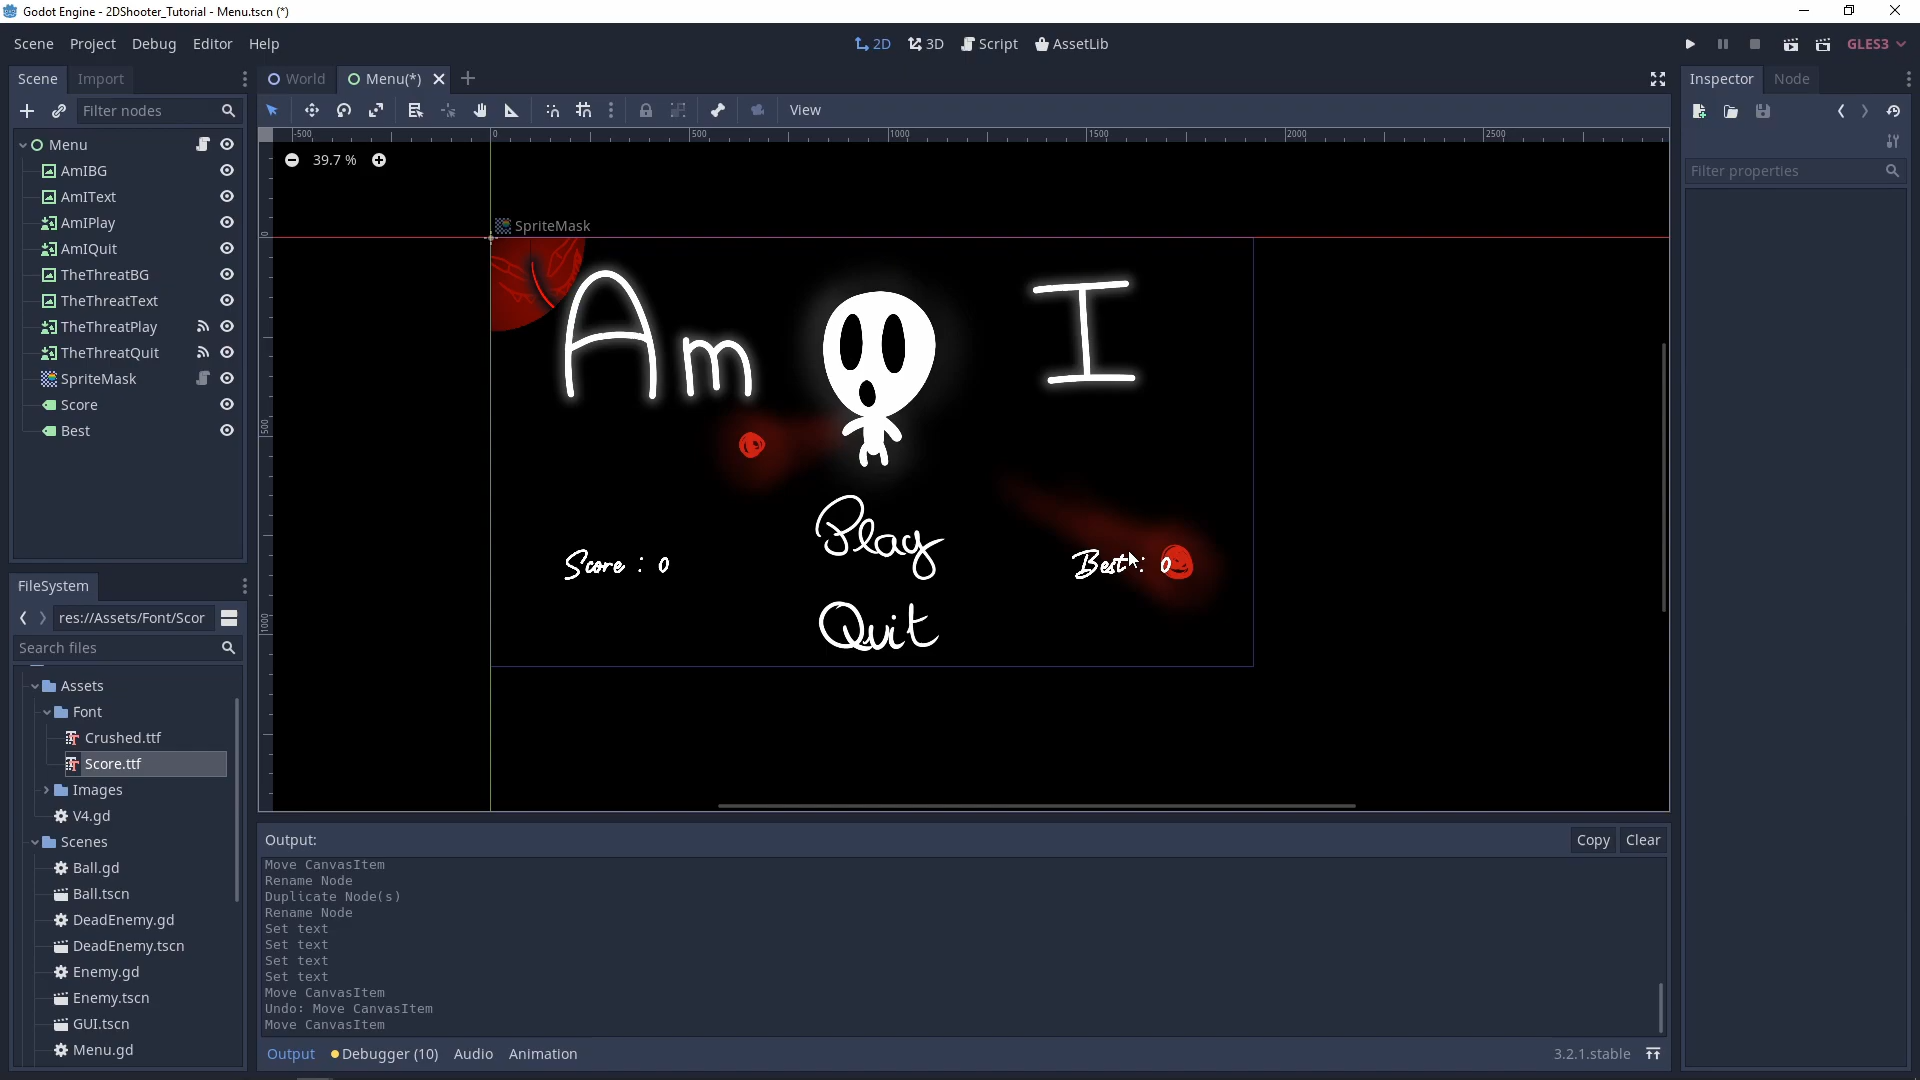 Godot Engine - 2DShooter_Tutorial - Menu.tscn (*)
Scene Project Debug Editor Help
2D 3D Script AssetLib
GLES3
Scene Import
World Menu(*)
Inspector Node
Filter nodes
View
-500 0 500 1000 1500 2000 2500
39.7 %
Filter properties
Menu
AmIBG
AmIText
AmIPlay
AmIQuit
TheThreatBG
TheThreatText
TheThreatPlay
TheThreatQuit
SpriteMask
Score
Best
0
500
1000
SpriteMask
Am I
Play
Score : 0
Best : 0
Quit
FileSystem
res://Assets/Font/Scor
Search files
Assets
Font
Crushed.ttf
Score.ttf
Images
V4.gd
Scenes
Ball.gd
Ball.tscn
DeadEnemy.gd
DeadEnemy.tscn
Enemy.gd
Enemy.tscn
GUI.tscn
Menu.gd
Output:
Copy Clear
Move CanvasItem
Rename Node
Duplicate Node(s)
Rename Node
Set text
Set text
Set text
Set text
Move CanvasItem
Undo: Move CanvasItem
Move CanvasItem
Output Debugger (10) Audio Animation
3.2.1.stable